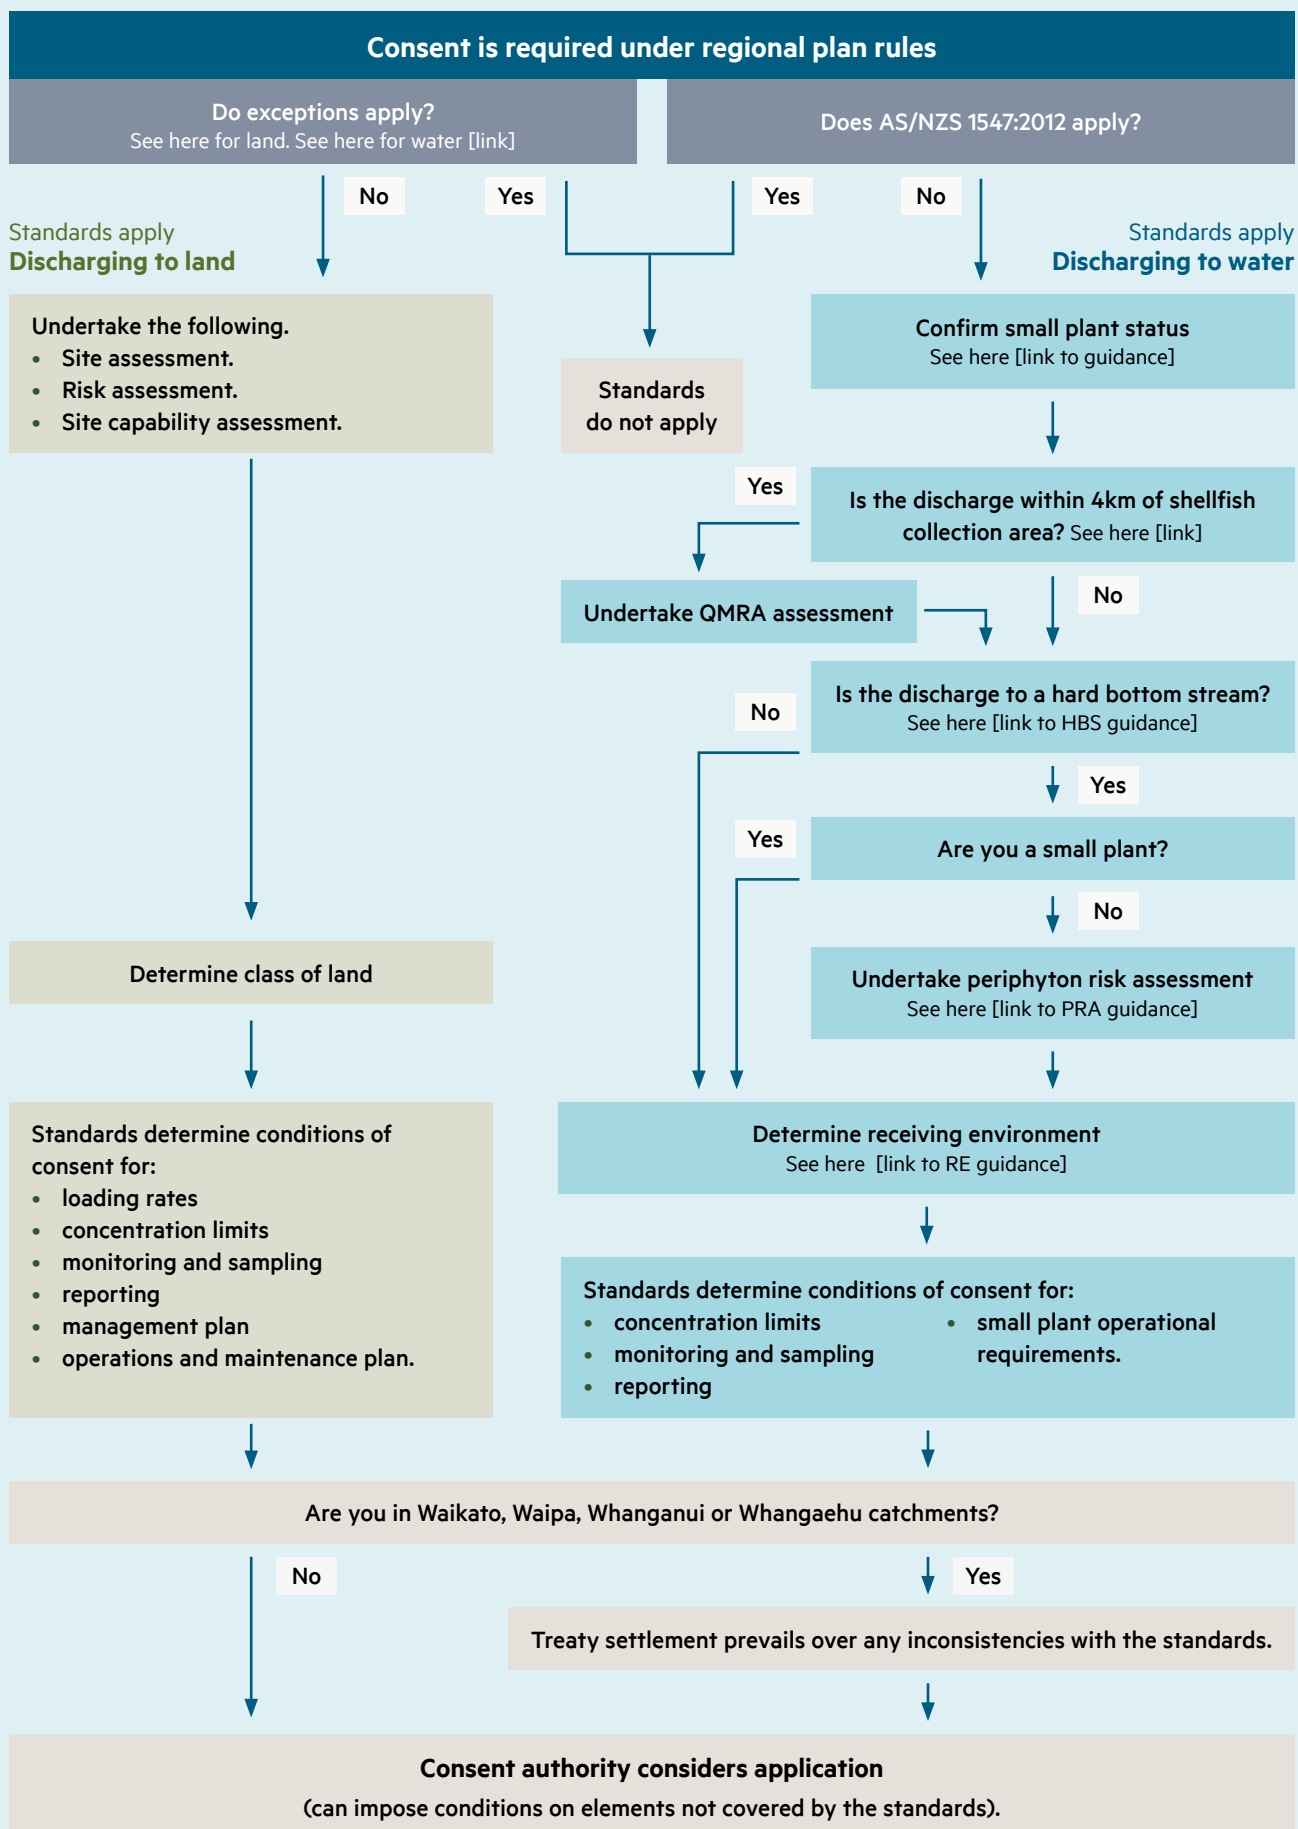 Consent is required under regional plan rules
Do exceptions apply?
See here for land. See here for water [link]
Does AS/NZS 1547:2012 apply?
No
Yes
Yes
No
Standards apply
Discharging to land
Standards apply
Discharging to water
Undertake the following.
• Site assessment.
• Risk assessment.
• Site capability assessment.
Standards
do not apply
Confirm small plant status
See here [link to guidance]
Yes
Is the discharge within 4km of shellfish
collection area? See here [link]
No
Undertake QMRA assessment
Is the discharge to a hard bottom stream?
See here [link to HBS guidance]
No
Yes
Yes
Are you a small plant?
No
Determine class of land
Undertake periphyton risk assessment
See here [link to PRA guidance]
Standards determine conditions of
consent for:
• loading rates
• concentration limits
• monitoring and sampling
• reporting
• management plan
• operations and maintenance plan.
Determine receiving environment
See here [link to RE guidance]
Standards determine conditions of consent for:
• concentration limits
• monitoring and sampling
• reporting
• small plant operational
requirements.
Are you in Waikato, Waipa, Whanganui or Whangaehu catchments?
No
Yes
Treaty settlement prevails over any inconsistencies with the standards.
Consent authority considers application
(can impose conditions on elements not covered by the standards).